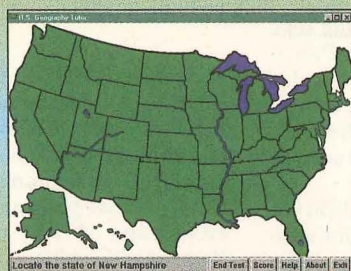 U.S. Geography Tutor
Locate the state of New Hampshire
End Test
Score
Help
About
Exit